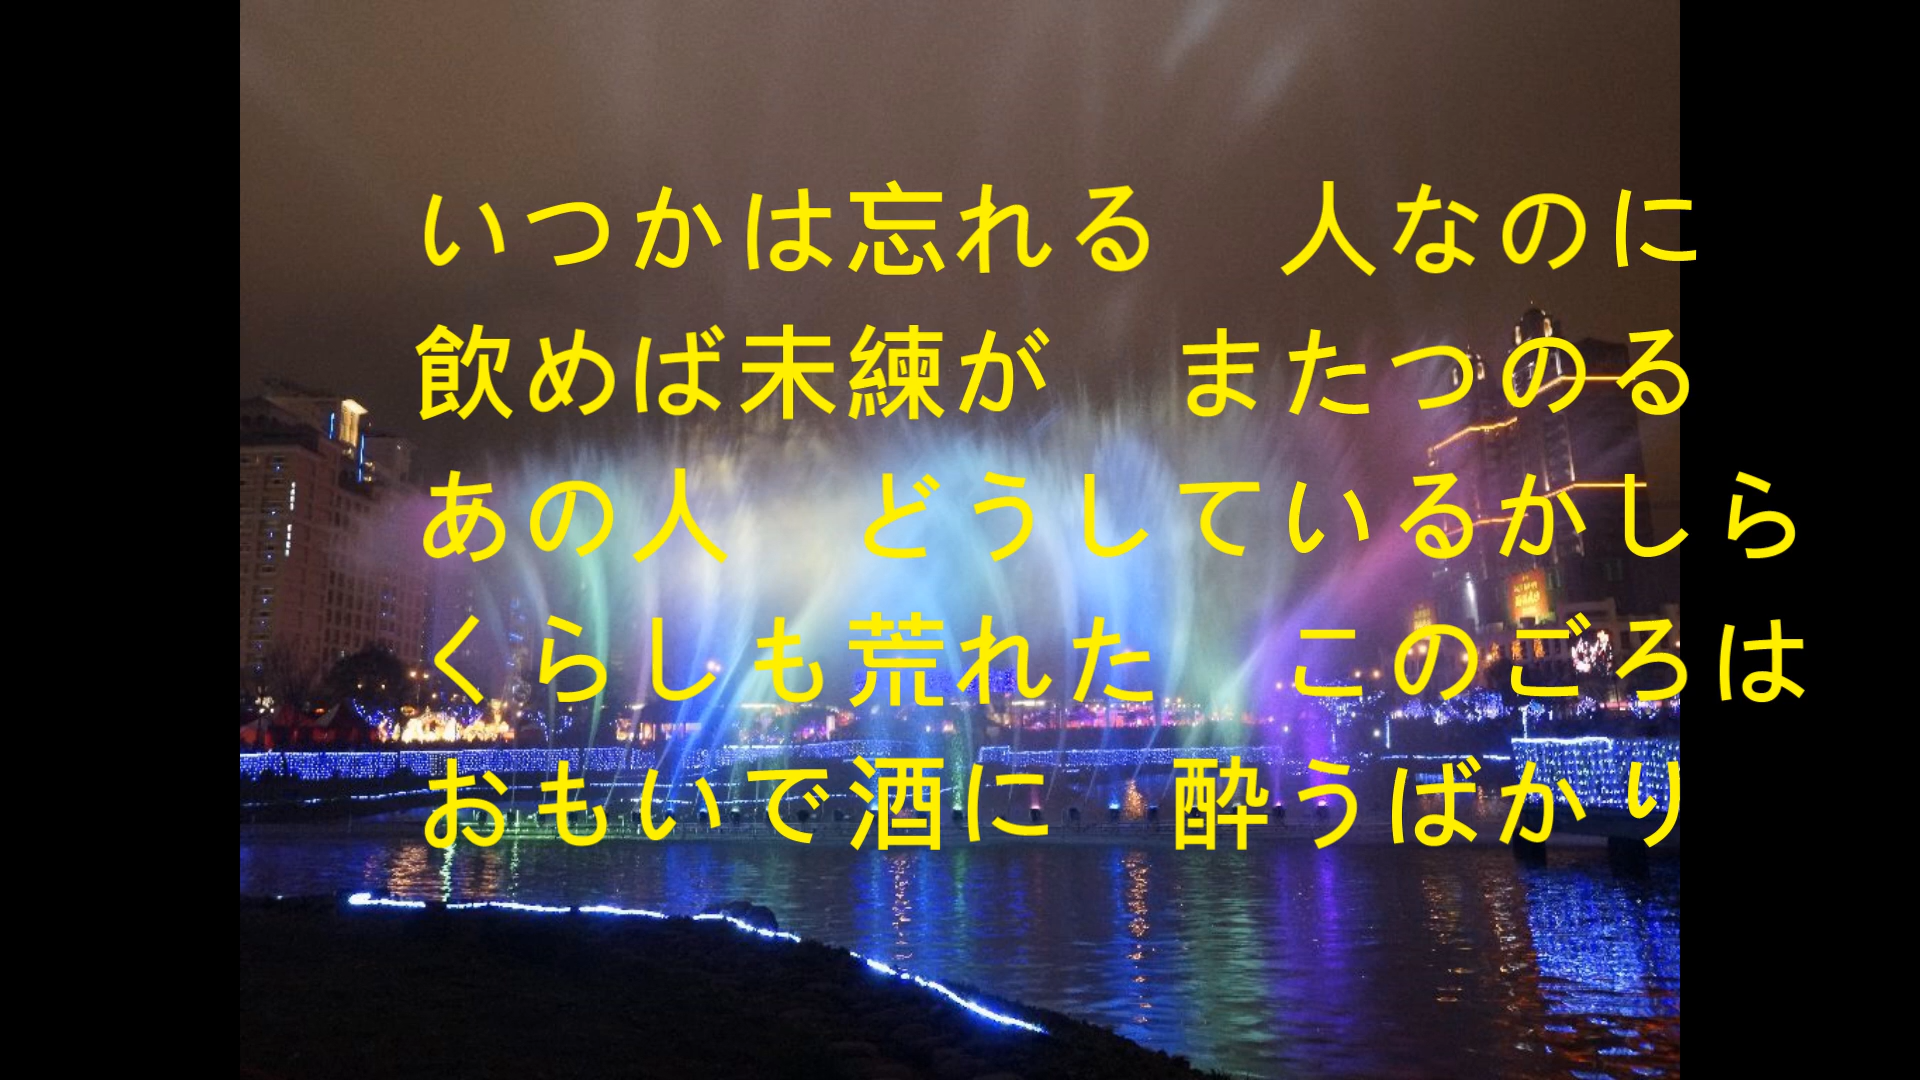 いつかは忘れる　人なのに
飲めば未練が　またつのる
あの人　どうしているかしら
くらしも荒れた　このごろは
おもいで酒に　酔うばかり